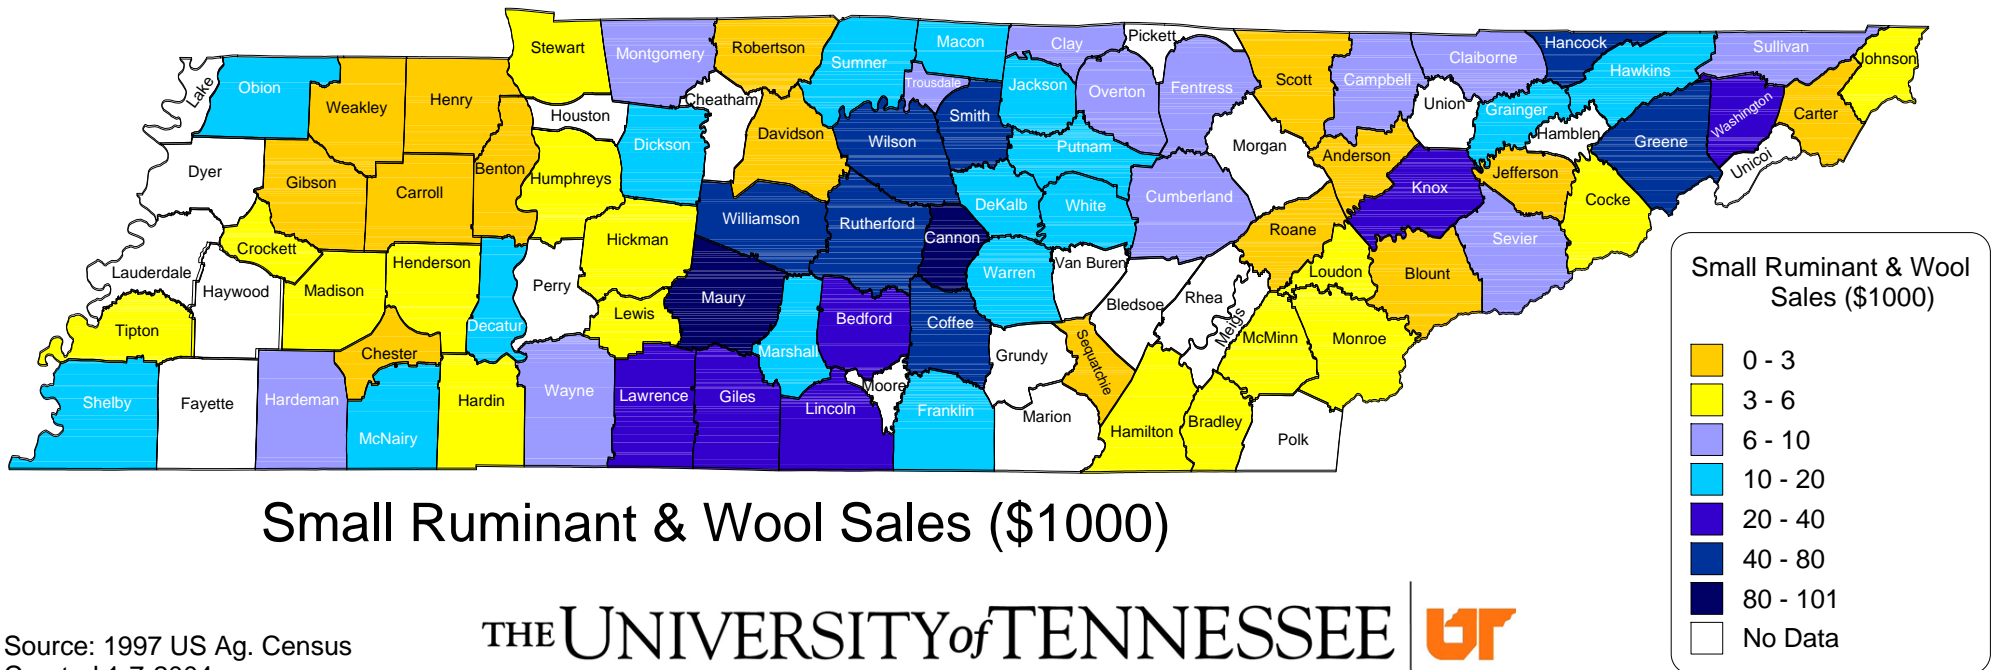 Stewart
Montgomery
Robertson
Sumner
Macon
Clay
Pickett
Hancock
Claiborne
Sullivan
Johnson
Lake
Obion
Weakley
Henry
Houston
Cheatham
Trousdale
Jackson
Overton
Fentress
Scott
Campbell
Union
Grainger
Hawkins
Hamblen
Washington
Carter
Dyer
Gibson
Carroll
Benton
Humphreys
Dickson
Davidson
Wilson
Smith
Putnam
Morgan
Anderson
Knox
Jefferson
Greene
Unicoi
Cocke
Lauderdale
Crockett
Haywood
Madison
Henderson
Decatur
Perry
Hickman
Williamson
Rutherford
Cannon
DeKalb
White
Cumberland
Roane
Loudon
Blount
Sevier
Tipton
Chester
Lewis
Maury
Marshall
Bedford
Coffee
Warren
Van Buren
Bledsoe
Rhea
Meigs
McMinn
Monroe
Shelby
Fayette
Hardeman
McNairy
Hardin
Wayne
Lawrence
Giles
Lincoln
Moore
Franklin
Grundy
Marion
Sequatchie
Hamilton
Bradley
Polk
Small Ruminant & Wool
Sales ($1000)
0 - 3
3 - 6
6 - 10
10 - 20
20 - 40
40 - 80
80 - 101
No Data
Small Ruminant & Wool Sales ($1000)
THE UNIVERSITY of TENNESSEE UT
Source: 1997 US Ag. Census